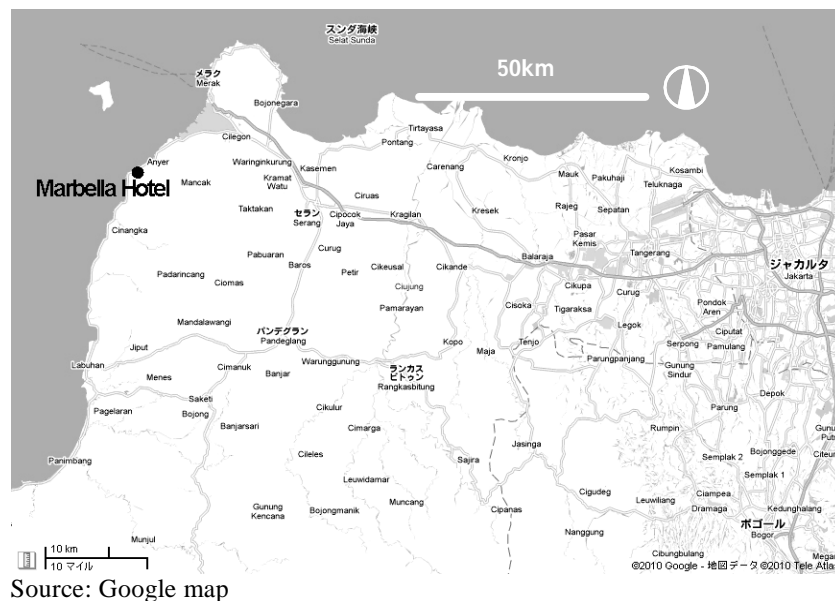 スンダ海峡
Selat Sunda
50km
メラク
Merak
Bojonegara
Cilegon
Tirtayasa
Pontang
Anyer
Waringinkurung
Kasemen
Carenang
Kronjo
Mauk
Pakuhaji
Kosambi
Teluknaga
Marbella Hotel
Mancak
Kramat
Watu
Ciruas
Kresek
Rajeg
Sepatan
Taktakan
セラン
Serang
Cipocok
Jaya
Kragilan
Pasar
Kemis
Cinangka
Pabuaran
Curug
Balaraja
Tangerang
ジャカルタ
Jakarta
Padarincang
Ciomas
Baros
Petir
Cikeusal
Cikande
Ciujung
Cikupa
Curug
Cisoka
Tigaraksa
Pondok
Aren
Pamarayan
Mandalawangi
パンデグラン
Pandeglang
Legok
Ciputat
Serpong
Pamulang
Jiput
Kopo
Maja
Tenjo
Labuhan
Cimanuk
Warunggunung
Parungpanjang
Gunung
Sindur
Menes
Banjar
ランカス
ビトゥン
Rangkasbitung
Saketi
Depok
Pagelaran
Bojong
Cikulur
Parung
Banjarsari
Cimarga
Rumpin
Jasinga
Gunu
Putr
Panimbang
Cileles
Sajira
Semplak 2
Bojonggede
Citeun
Leuwidamar
Semplak 1
Gunung
Kencana
Bojongmanik
Muncang
Cipanas
Cigudeg
Leuwiliang
Ciampea
Dramaga
Kedunghalang
Munjul
Nanggung
ボゴール
Bogor
Cibungbulang
Megan
10 km
10 マイル
©2010 Google - 地図データ ©2010 Tele Atlas
Source: Google map